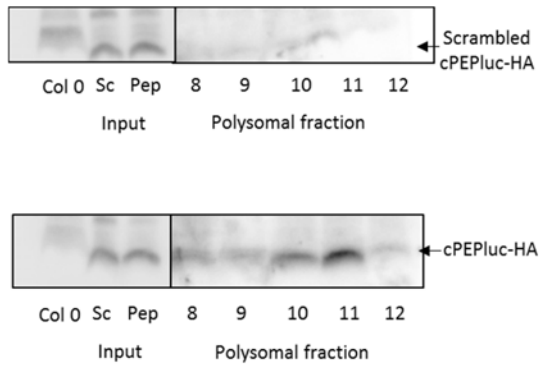 Scrambled
cPEPluc-HA
Col 0 Sc Pep 8 9 10 11 12
Input Polysomal fraction
cPEPluc-HA
Col 0 Sc Pep 8 9 10 11 12
Input Polysomal fraction